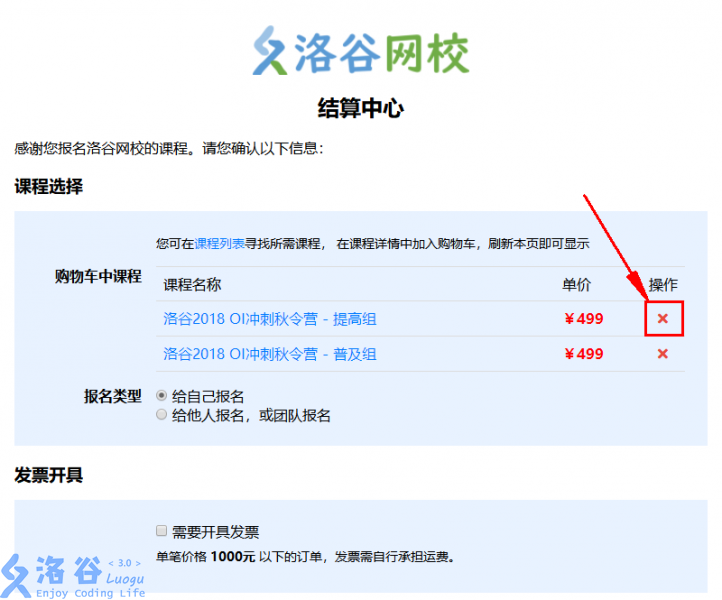 洛谷网校
结算中心
感谢您报名洛谷网校的课程。请您确认以下信息：
课程选择
您可在课程列表寻找所需课程， 在课程详情中加入购物车，刷新本页即可显示
购物车中课程
课程名称 单价 操作
洛谷2018 OI冲刺秋令营 - 提高组 ￥499 ×
洛谷2018 OI冲刺秋令营 - 普及组 ￥499 ×
报名类型 给自己报名
给他人报名，或团队报名
发票开具
需要开具发票
单笔价格 1000元 以下的订单，发票需自行承担运费。
洛谷 < 3.0 >
Luogu
Enjoy Coding Life